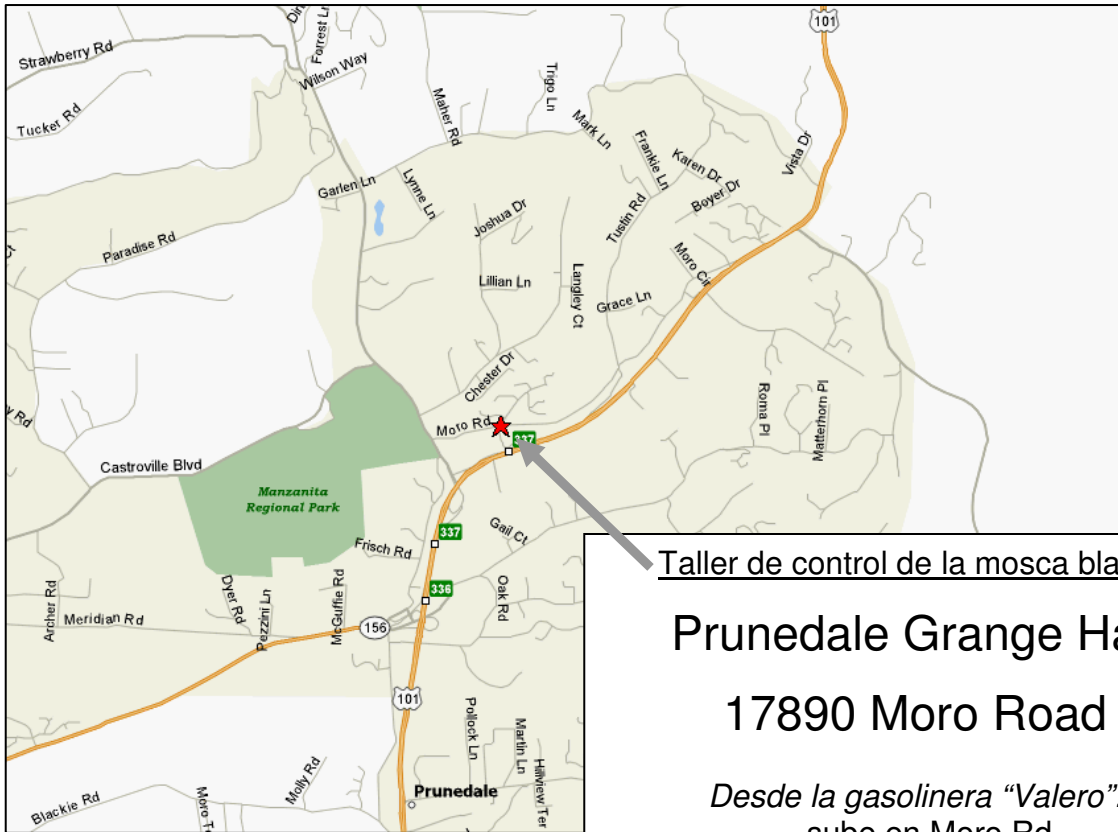 101
Strawberry Rd
Forrest Ln
Wilson Way
Tucker Rd
Maher Rd
Trigo Ln
Mark Ln
Frankie Ln
Karen Dr
Vista Dr
Boyer Dr
Garlen Ln
Lynne Ln
Joshua Dr
Tustin Rd
Paradise Rd
Moro Cir
Lillian Ln
Langley Ct
Grace Ln
Chester Dr
Roma Pl
Matterhorn Pl
Moro Rd
337
Castroville Blvd
Manzanita
Regional Park
Gail Ct
337
Frisch Rd
336
Oak Rd
Archer Rd
Meridian Rd
Dyer Rd
Pezzini Ln
McGuffie Rd
156
101
Pollock Ln
Martin Ln
Hillview Ter
Molly Rd
Prunedale
Blackie Rd
Moro
Taller de control de la mosca bla
Prunedale Grange Ha
17890 Moro Road
Desde la gasolinera “Valero”
sube en Moro Rd